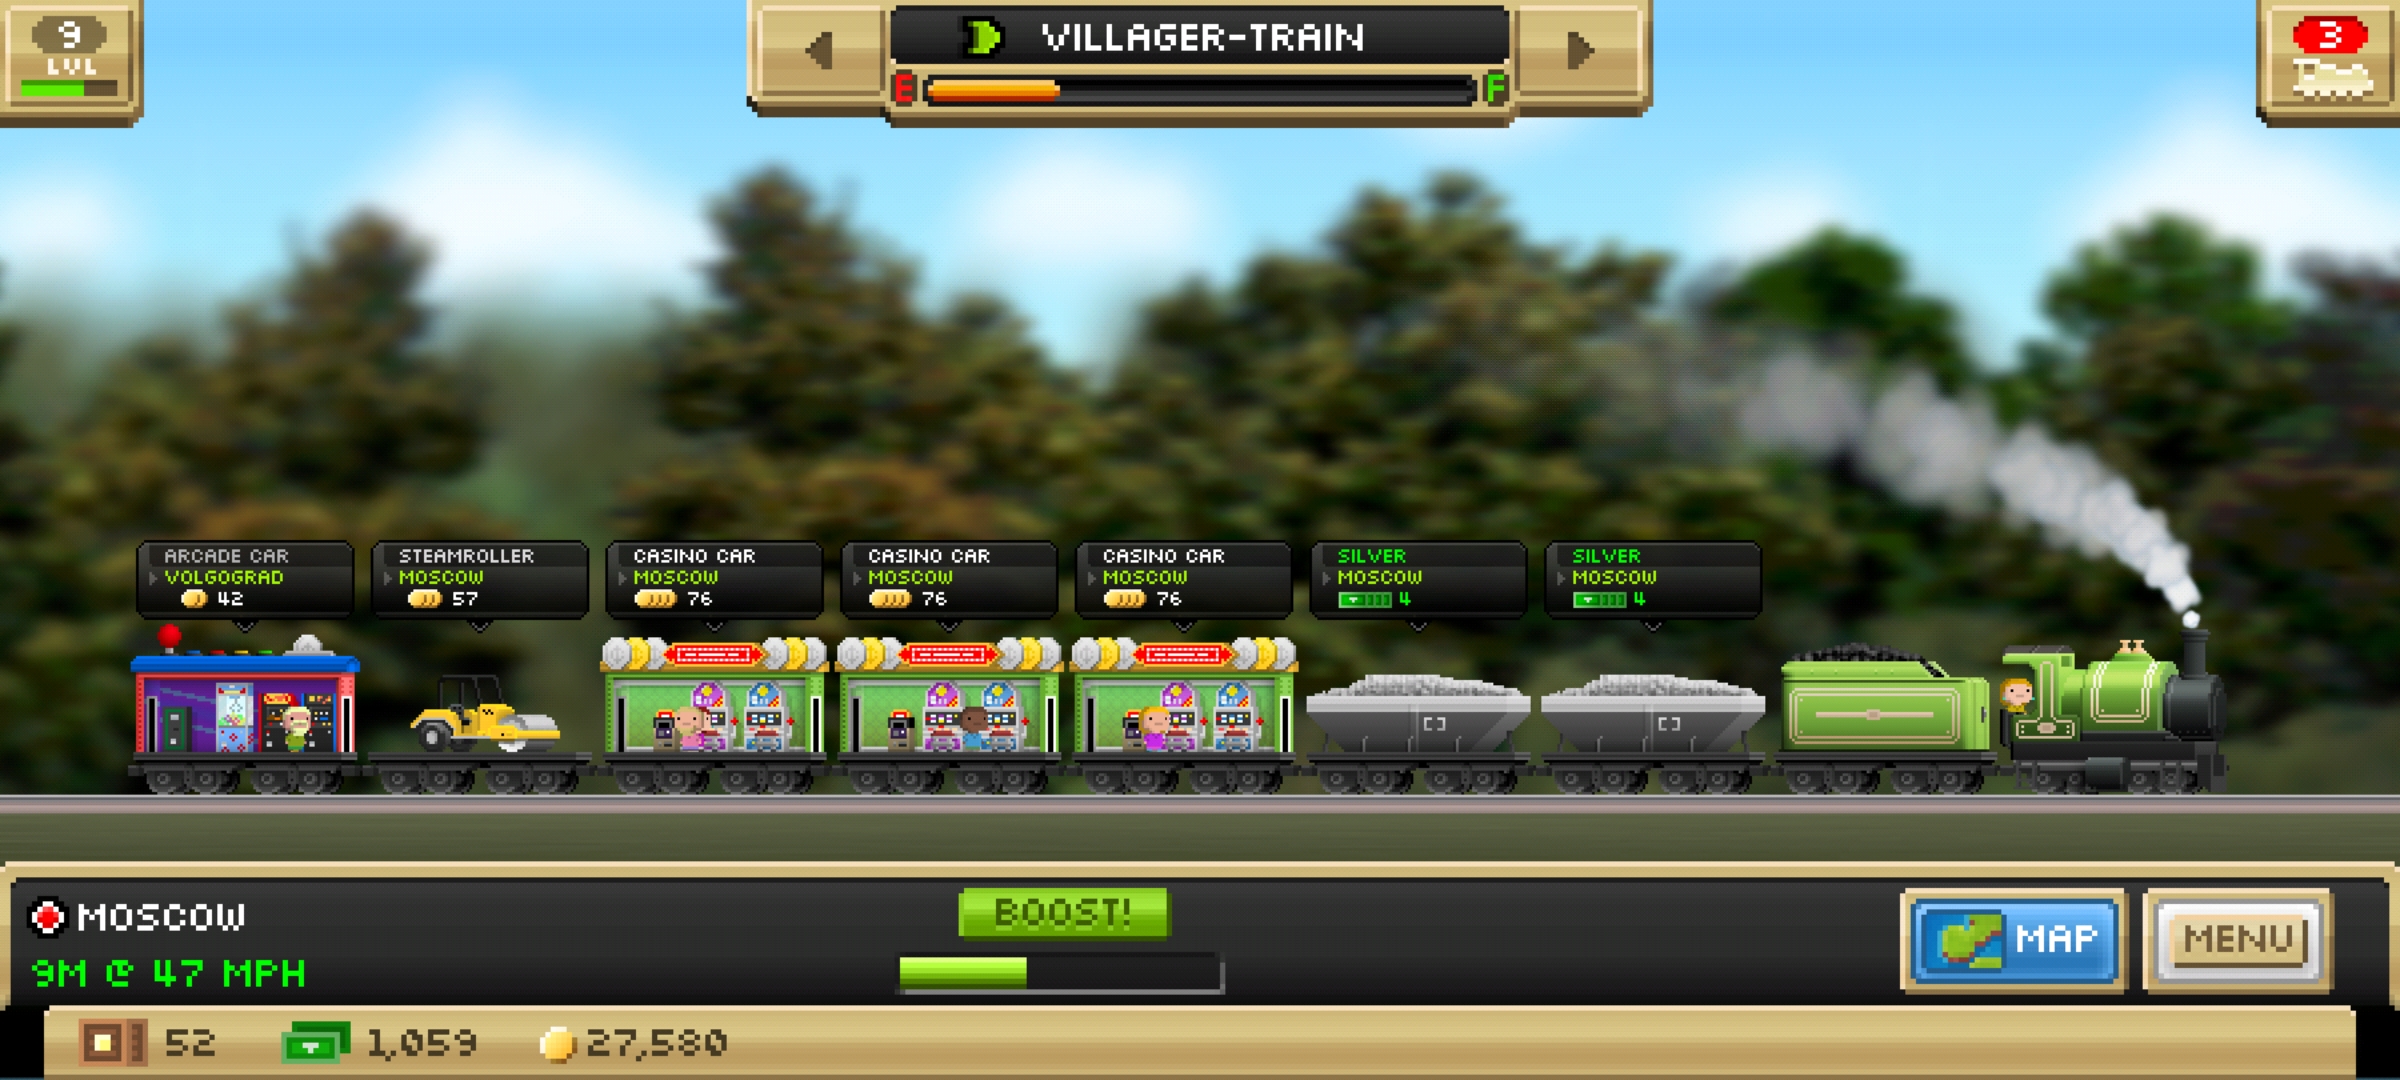 9
LVL
VILLAGER-TRAIN
E F
3
ARCADE CAR
VOLGOGRAD
42
STEAMROLLER
MOSCOW
57
CASINO CAR
MOSCOW
76
CASINO CAR
MOSCOW
76
CASINO CAR
MOSCOW
76
SILVER
MOSCOW
4
SILVER
MOSCOW
4
MOSCOW
9M @ 47 MPH
BOOST!
MAP
MENU
52 1,059 27,580